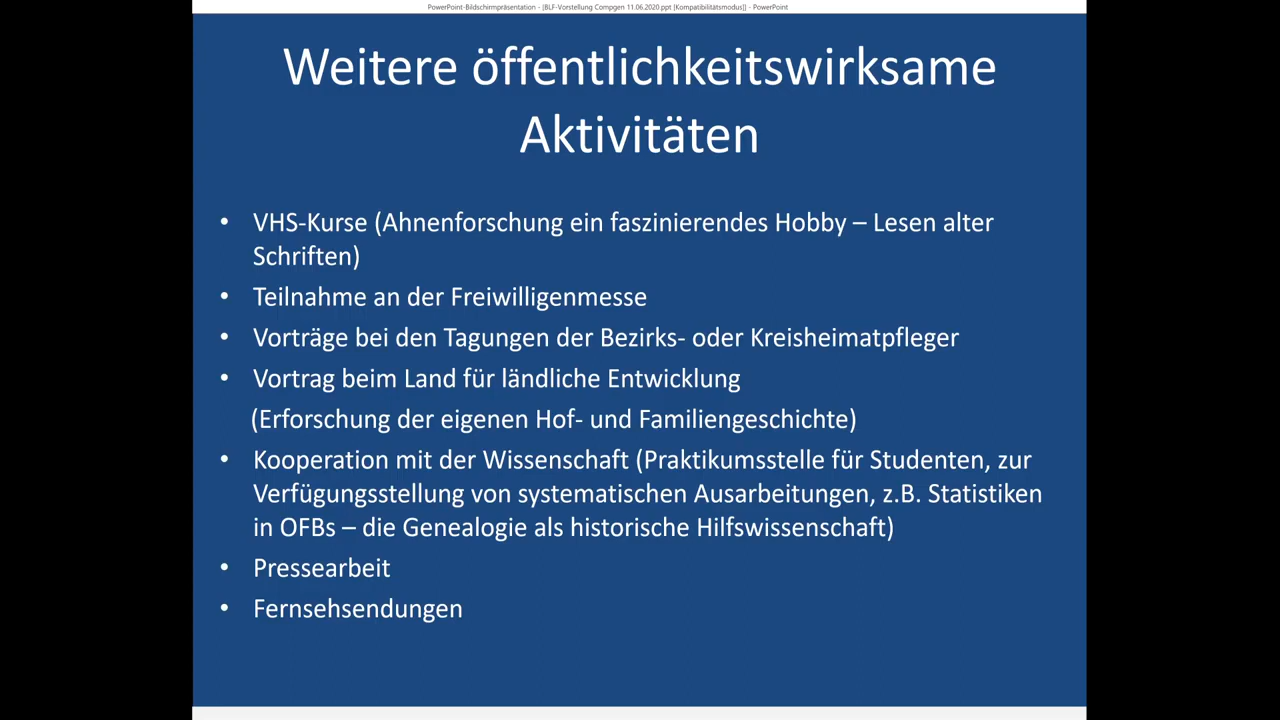 PowerPoint-Bildschirmpräsentation - [BLF-Vorstellung Compgen 11.06.2020.ppt [Kompatibilitätsmodus]] - PowerPoint
Weitere öffentlichkeitswirksame
Aktivitäten
• VHS-Kurse (Ahnenforschung ein faszinierendes Hobby – Lesen alter
Schriften)
• Teilnahme an der Freiwilligenmesse
• Vorträge bei den Tagungen der Bezirks- oder Kreisheimatpfleger
• Vortrag beim Land für ländliche Entwicklung
(Erforschung der eigenen Hof- und Familiengeschichte)
• Kooperation mit der Wissenschaft (Praktikumsstelle für Studenten, zur
Verfügungsstellung von systematischen Ausarbeitungen, z.B. Statistiken
in OFBs – die Genealogie als historische Hilfswissenschaft)
• Pressearbeit
• Fernsehsendungen